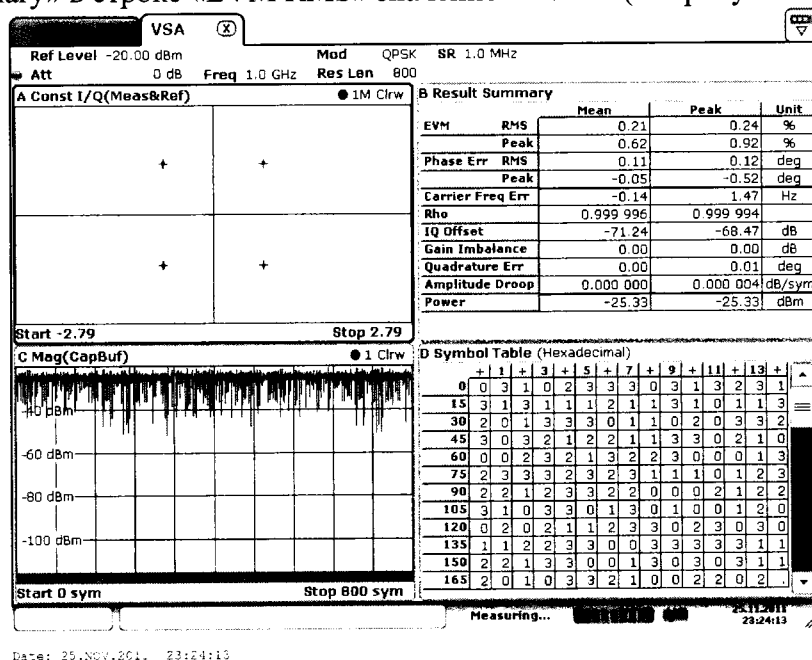 VSA
Ref Level -20.00 dBm Mod QPSK SR 1.0 MHz
Att 0 dB Freq 1.0 GHz Res Len 800
A Const I/Q(Meas&Ref) 1M Clrw
Start -2.79 Stop 2.79
B Result Summary
Mean Peak Unit
EVM RMS 0.21 0.24 %
Peak 0.62 0.92 %
Phase Err RMS 0.11 0.12 deg
Peak -0.05 -0.52 deg
Carrier Freq Err -0.14 1.47 Hz
Rho 0.999 996 0.999 994
IQ Offset -71.24 -68.47 dB
Gain Imbalance 0.00 0.00 dB
Quadrature Err 0.00 0.01 deg
Amplitude Droop 0.000 000 0.000 004 dB/sym
Power -25.33 -25.33 dBm
C Mag(CapBuf) 1 Clrw
-40 dBm
-60 dBm
-80 dBm
-100 dBm
Start 0 sym Stop 800 sym
D Symbol Table (Hexadecimal)
+ 1 + 3 + 5 + 7 + 9 + 11 + 13 +
0 0 3 1 0 2 3 3 3 0 3 1 3 2 3 1
15 3 1 3 1 1 1 2 1 1 3 1 0 1 1 3
30 2 0 1 3 3 3 0 1 1 0 2 0 3 3 2
45 3 0 3 2 1 2 2 1 1 3 3 0 2 1 0
60 0 0 2 3 2 1 3 2 2 3 0 0 0 1 3
75 2 3 3 3 2 3 2 3 1 1 1 0 1 2 3
90 2 2 1 2 3 3 2 2 0 0 0 2 1 2 2
105 3 1 0 3 3 0 1 3 0 1 0 0 1 2 0
120 0 2 0 2 1 1 2 3 3 0 2 3 0 3 0
135 1 1 2 2 3 3 0 0 3 3 3 3 3 1 1
150 2 2 1 3 3 0 0 1 3 0 3 0 3 1 1
165 2 0 1 0 3 3 2 1 0 0 2 2 0 2 .
Measuring...
25.11.2011
23:24:13
Date: 23:24:13